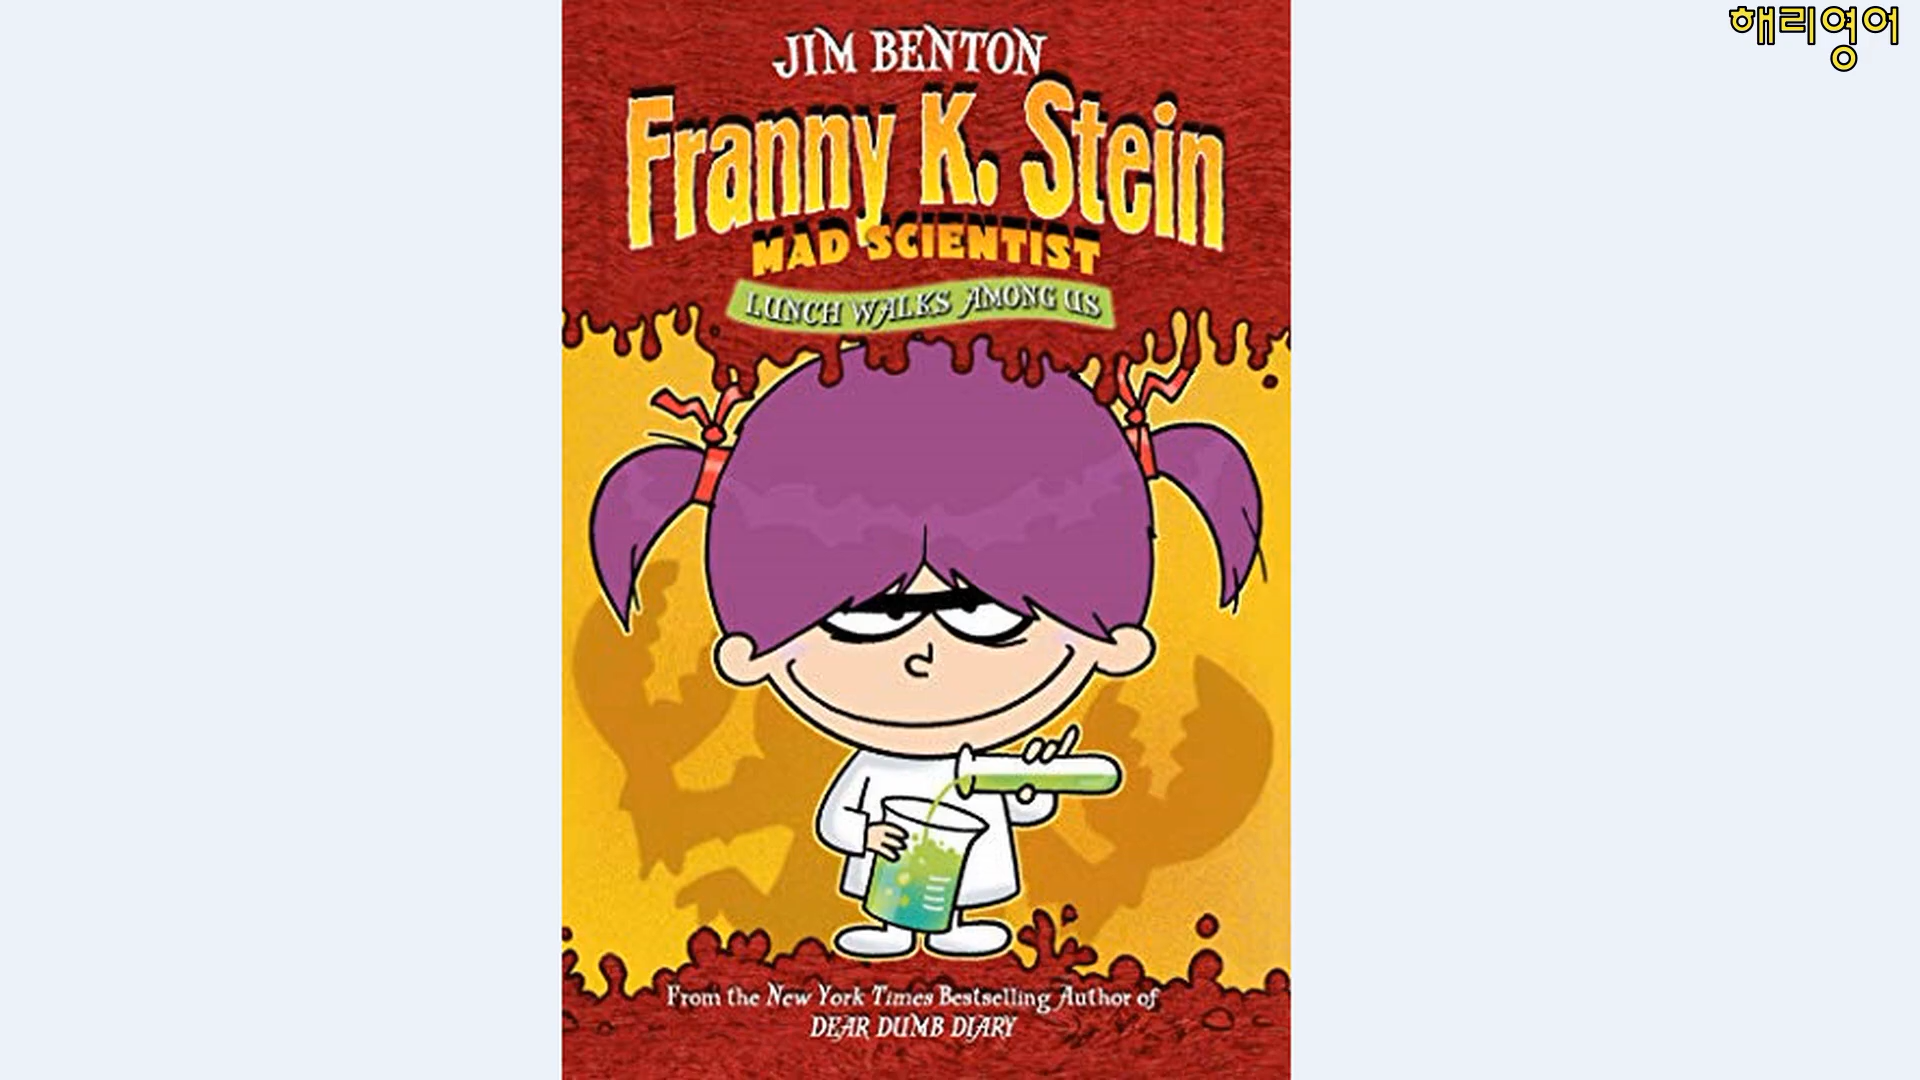 해리영어
JIM BENTON
Franny K. Stein
MAD SCIENTIST
LUNCH WALKS AMONG US
From the New York Times Bestselling Author of
DEAR DUMB DIARY